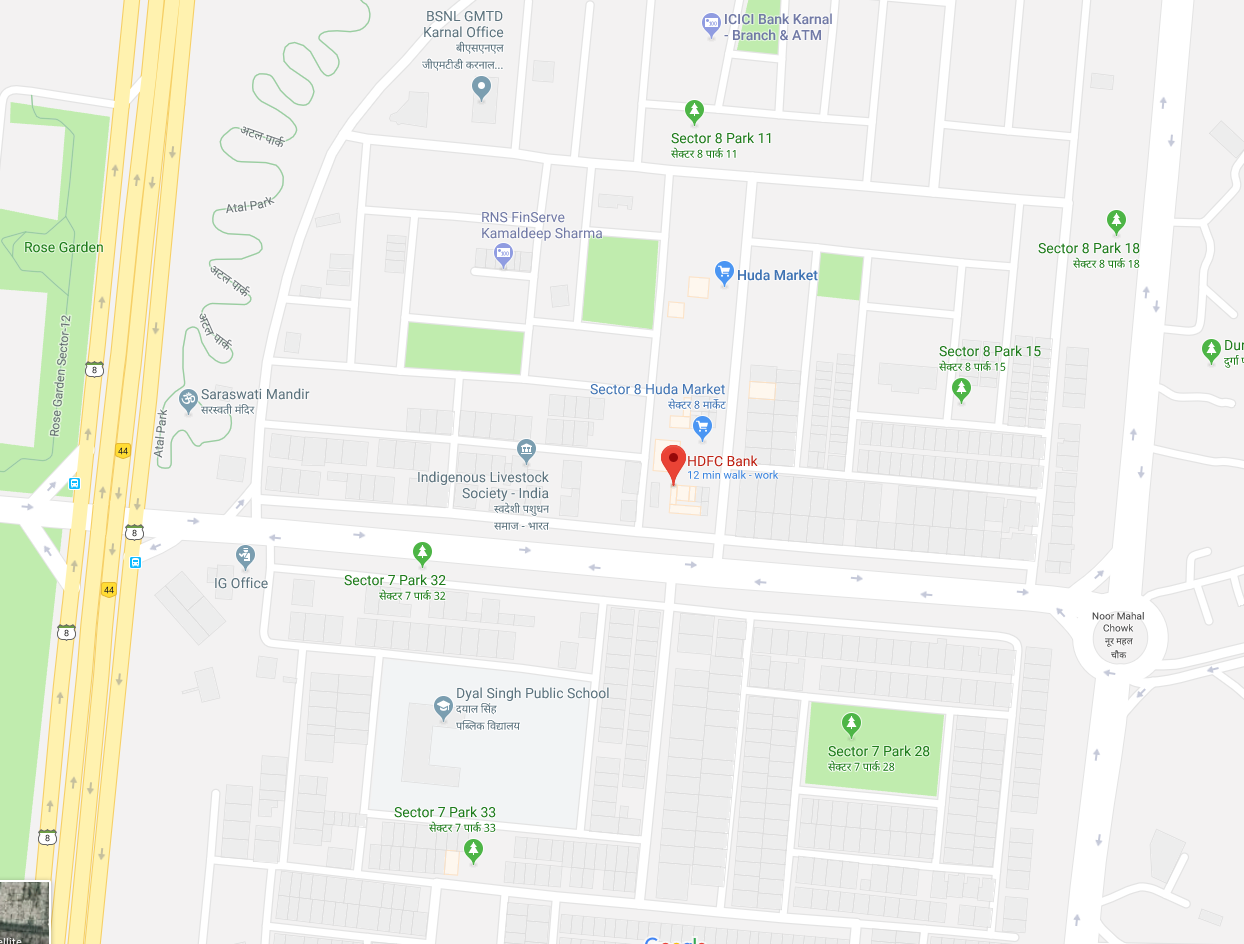 BSNL GMTD
Karnal Office
बीएसएनएल
जीएमटीडी करनाल...
ICICI Bank Karnal
- Branch & ATM
Sector 8 Park 11
सेक्टर 8 पार्क 11
अटल पार्क
Atal Park
RNS FinServe
Kamaldeep Sharma
Rose Garden
Sector 8 Park 18
सेक्टर 8 पार्क 18
अटल पार्क
Huda Market
अटल पार्क
Rose Garden Sector-12
8
Sector 8 Park 15
सेक्टर 8 पार्क 15
Dur
दुर्गा
Saraswati Mandir
सरस्वती मंदिर
Sector 8 Huda Market
सेक्टर 8 मार्केट
Atal Park
44
HDFC Bank
12 min walk - work
Indigenous Livestock
Society - India
स्वदेशी पशुधन
समाज - भारत
8
IG Office
Sector 7 Park 32
सेक्टर 7 पार्क 32
44
8
Noor Mahal
Chowk
नूर महल
चौक
Dyal Singh Public School
दयाल सिंह
पब्लिक विद्यालय
Sector 7 Park 28
सेक्टर 7 पार्क 28
Sector 7 Park 33
सेक्टर 7 पार्क 33
8
ellite
Google